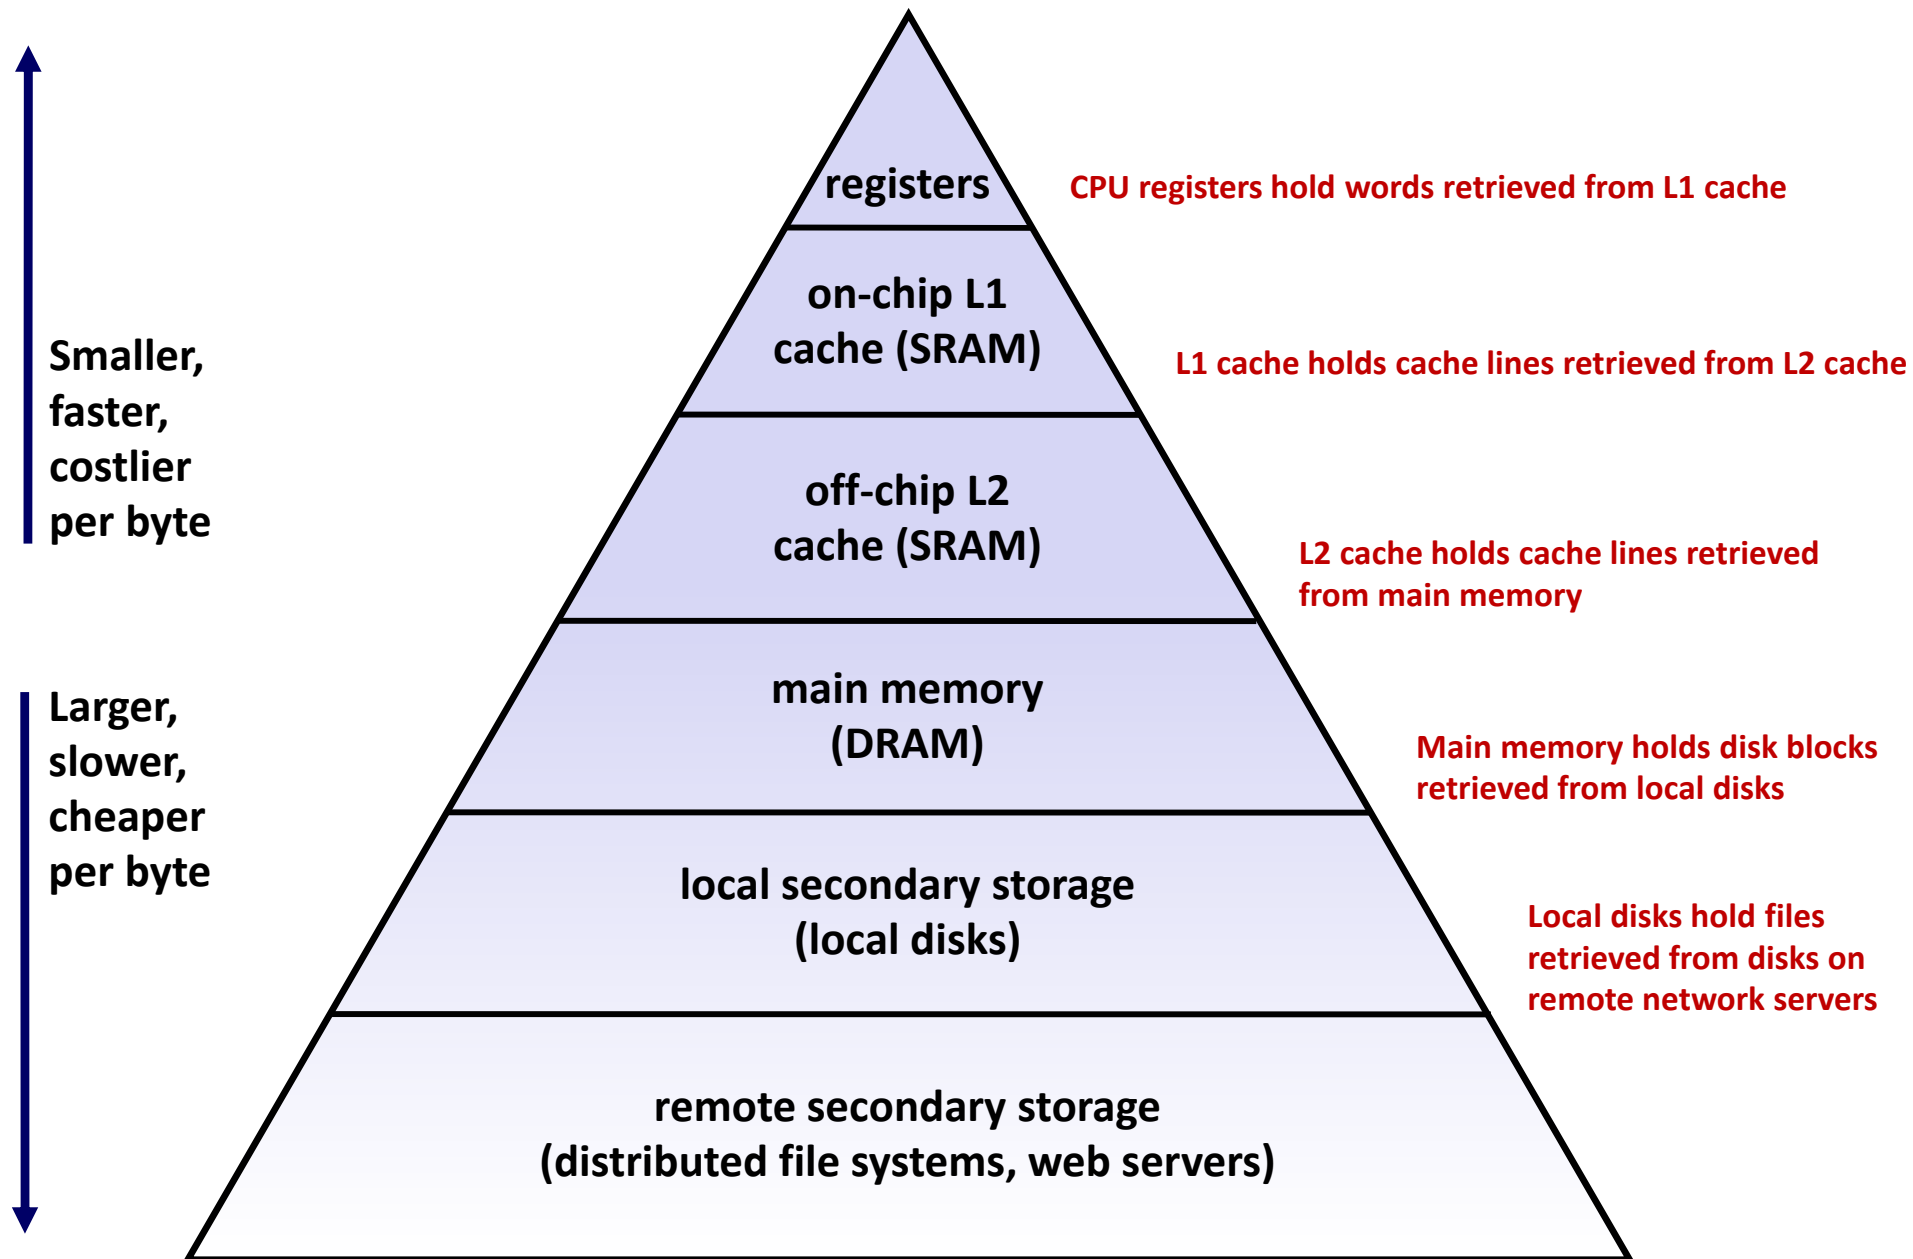 registers
CPU registers hold words retrieved from L1 cache
on-chip L1
cache (SRAM)
L1 cache holds cache lines retrieved from L2 cache
Smaller,
faster,
costlier
per byte
off-chip L2
cache (SRAM)
L2 cache holds cache lines retrieved
from main memory
Larger,
slower,
cheaper
per byte
main memory
(DRAM)
Main memory holds disk blocks
retrieved from local disks
local secondary storage
(local disks)
Local disks hold files
retrieved from disks on
remote network servers
remote secondary storage
(distributed file systems, web servers)